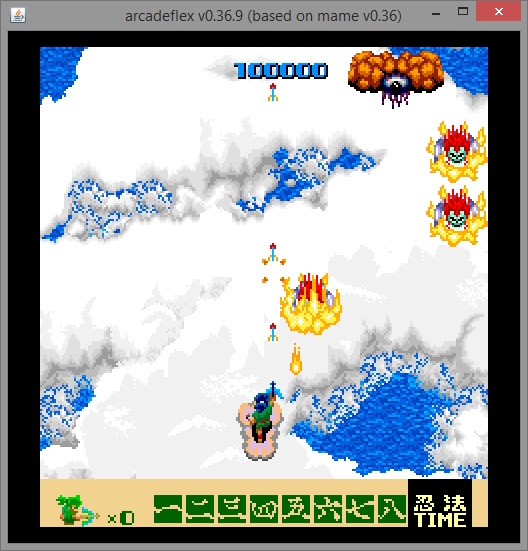 arcadeflex v0.36.9 (based on mame v0.36)
100000
×0 一 二 三 四 五 六 七 八 忍法
TIME